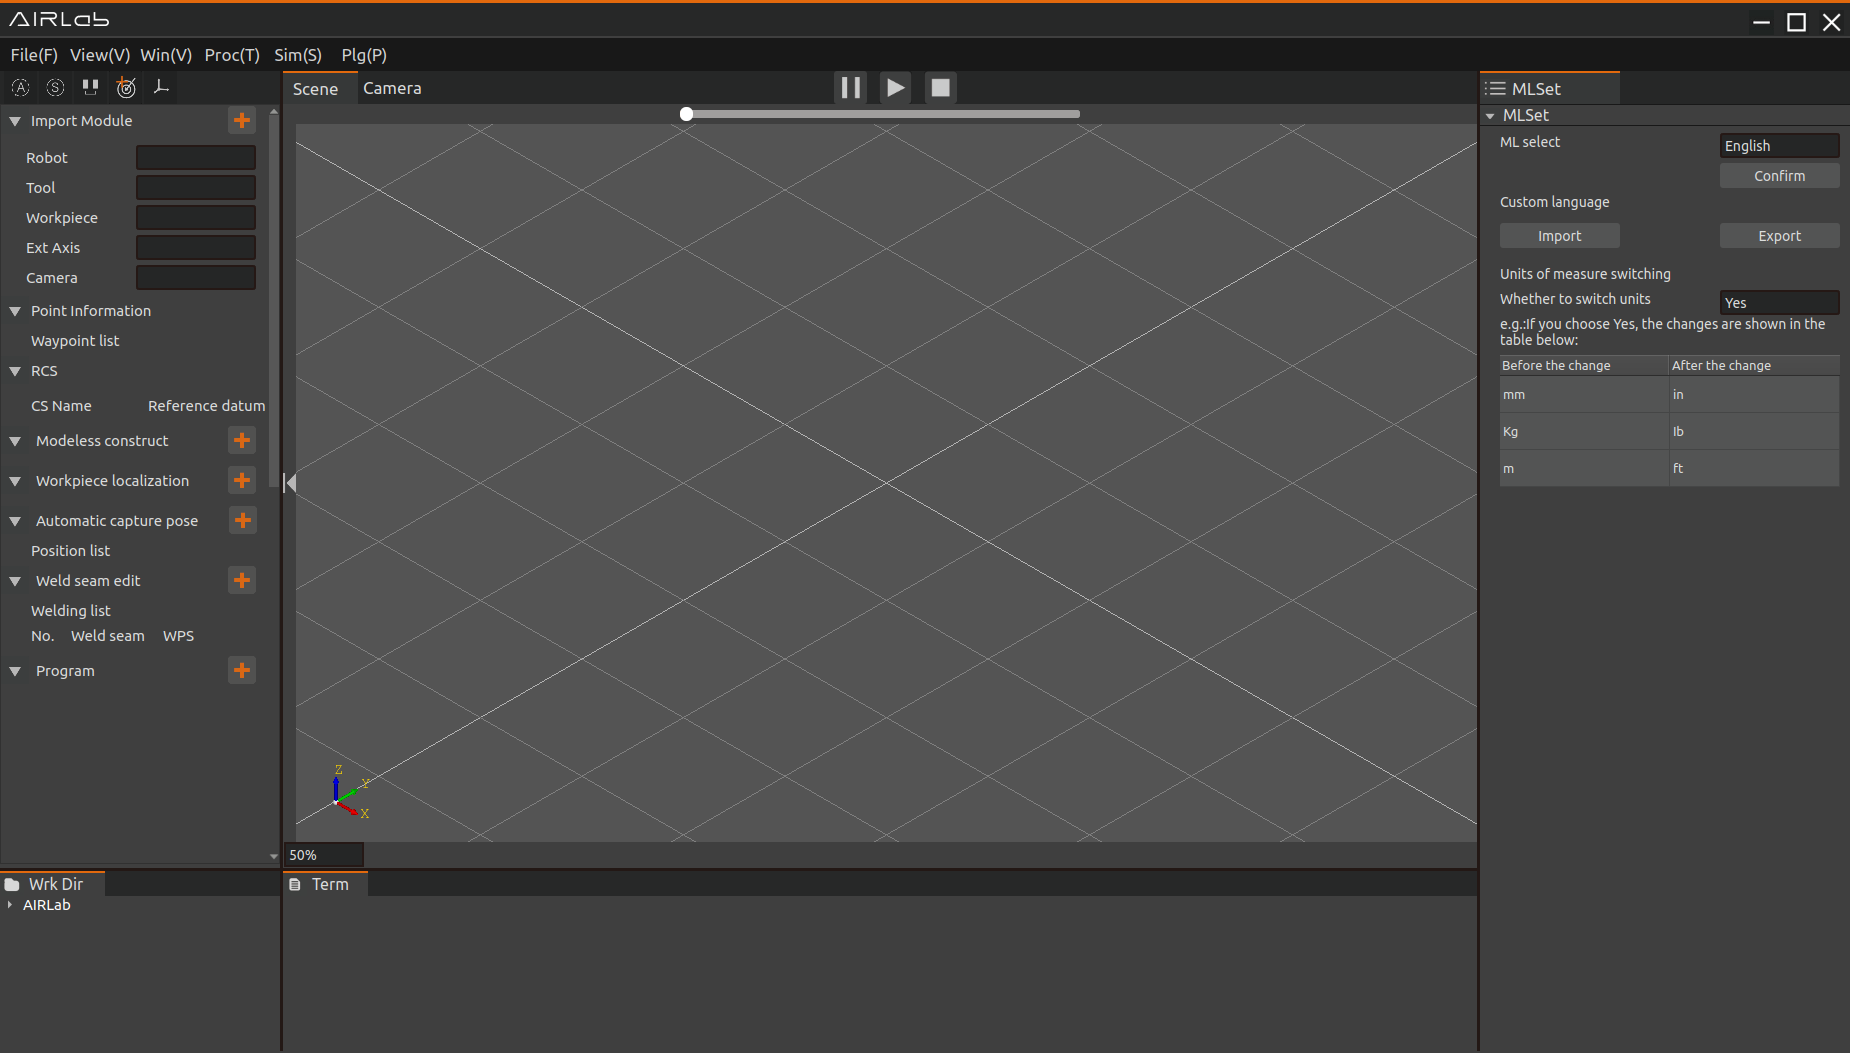 AIRLab
File(F) View(V) Win(V) Proc(T) Sim(S) Plg(P)
A S
Import Module
Robot
Tool
Workpiece
Ext Axis
Camera
Point Information
Waypoint list
RCS
CS Name Reference datum
Modeless construct
Workpiece localization
Automatic capture pose
Position list
Weld seam edit
Welding list
No. Weld seam WPS
Program
Scene Camera
Z
Y
X
50%
Wrk Dir
AIRLab
Term
MLSet
MLSet
ML select English
Confirm
Custom language
Import Export
Units of measure switching
Whether to switch units Yes
e.g.:If you choose Yes, the changes are shown in the
table below:
Before the change After the change
mm in
Kg Ib
m ft